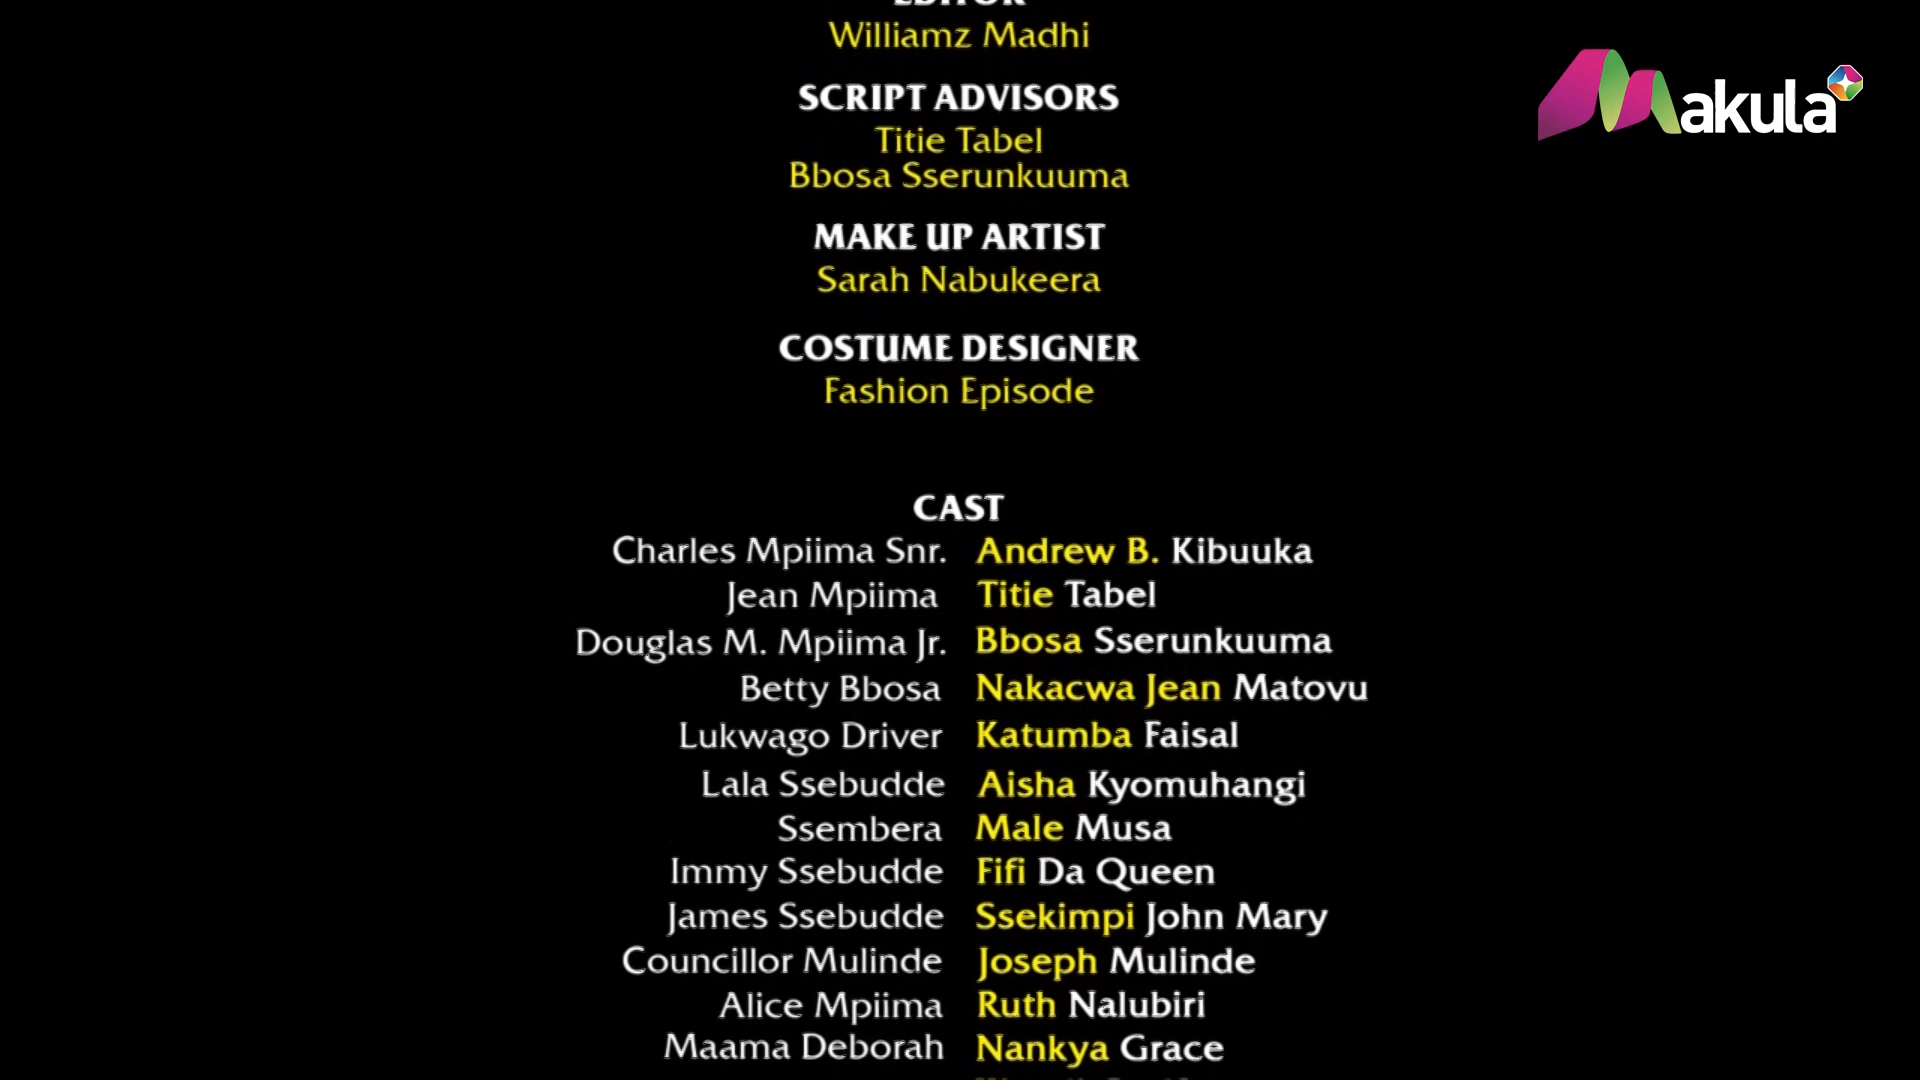 EDITOR
Williamz Madhi
SCRIPT ADVISORS
Titie Tabel
Bbosa Sserunkuuma
MAKE UP ARTIST
Sarah Nabukeera
COSTUME DESIGNER
Fashion Episode
CAST
Charles Mpiima Snr. Andrew B. Kibuuka
Jean Mpiima Titie Tabel
Douglas M. Mpiima Jr. Bbosa Sserunkuuma
Betty Bbosa Nakacwa Jean Matovu
Lukwago Driver Katumba Faisal
Lala Ssebudde Aisha Kyomuhangi
Ssembera Male Musa
Immy Ssebudde Fifi Da Queen
James Ssebudde Ssekimpi John Mary
Councillor Mulinde Joseph Mulinde
Alice Mpiima Ruth Nalubiri
Maama Deborah Nankya Grace
Makula